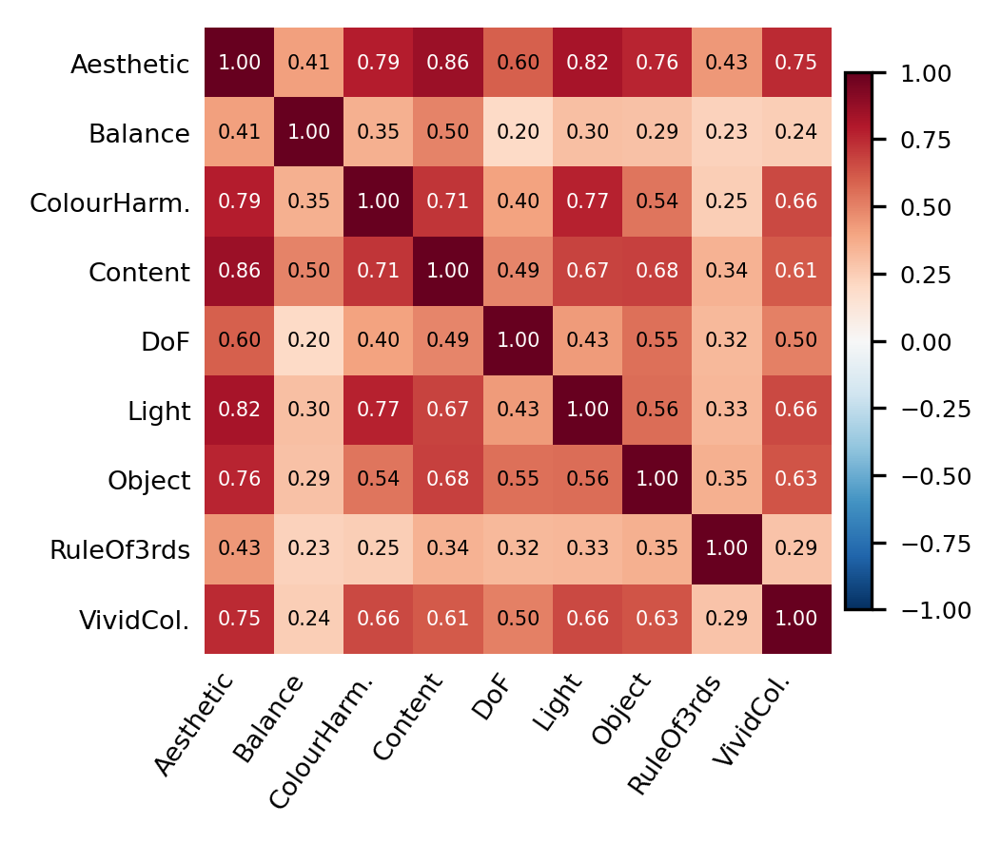 Aesthetic 1.00 0.41 0.79 0.86 0.60 0.82 0.76 0.43 0.75
Balance 0.41 1.00 0.35 0.50 0.20 0.30 0.29 0.23 0.24
ColourHarm. 0.79 0.35 1.00 0.71 0.40 0.77 0.54 0.25 0.66
Content 0.86 0.50 0.71 1.00 0.49 0.67 0.68 0.34 0.61
DoF 0.60 0.20 0.40 0.49 1.00 0.43 0.55 0.32 0.50
Light 0.82 0.30 0.77 0.67 0.43 1.00 0.56 0.33 0.66
Object 0.76 0.29 0.54 0.68 0.55 0.56 1.00 0.35 0.63
RuleOf3rds 0.43 0.23 0.25 0.34 0.32 0.33 0.35 1.00 0.29
VividCol. 0.75 0.24 0.66 0.61 0.50 0.66 0.63 0.29 1.00
Aesthetic Balance ColourHarm. Content DoF Light Object RuleOf3rds VividCol.
1.00
0.75
0.50
0.25
0.00
−0.25
−0.50
−0.75
−1.00